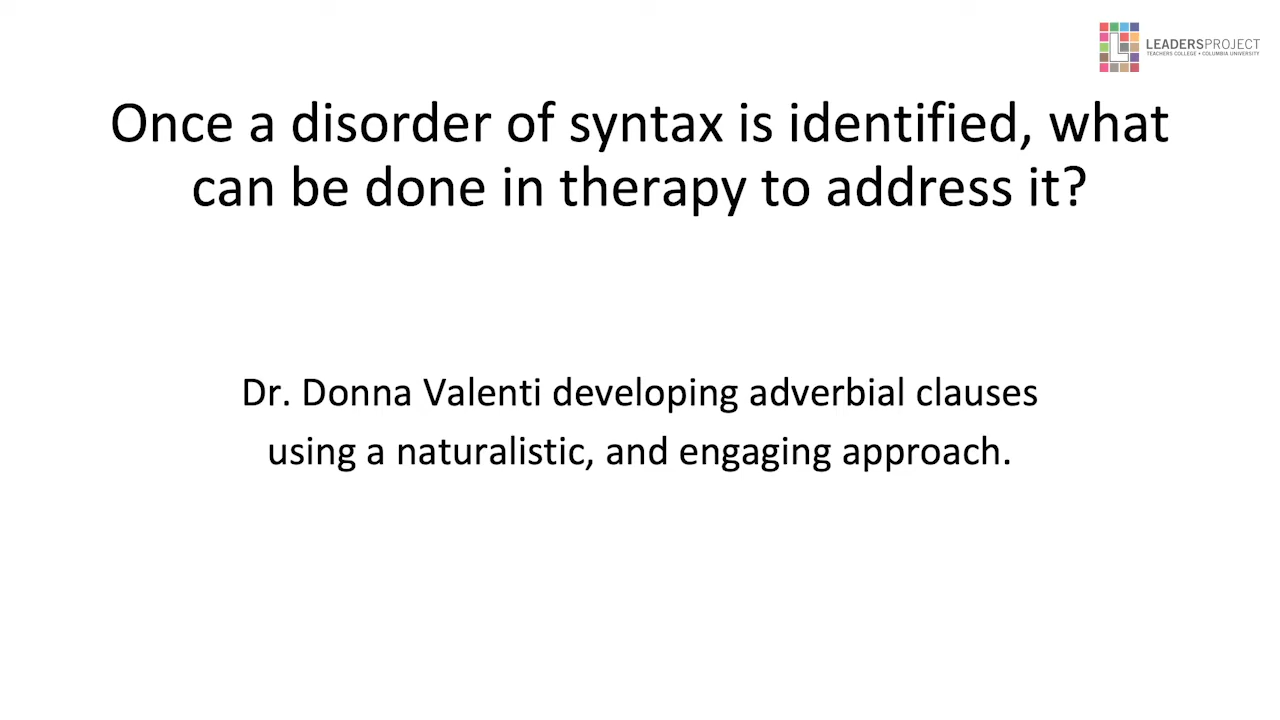 LEADERSPROJECT
TEACHERS COLLEGE • COLUMBIA UNIVERSITY
Once a disorder of syntax is identified, what
can be done in therapy to address it?
Dr. Donna Valenti developing adverbial clauses
using a naturalistic, and engaging approach.